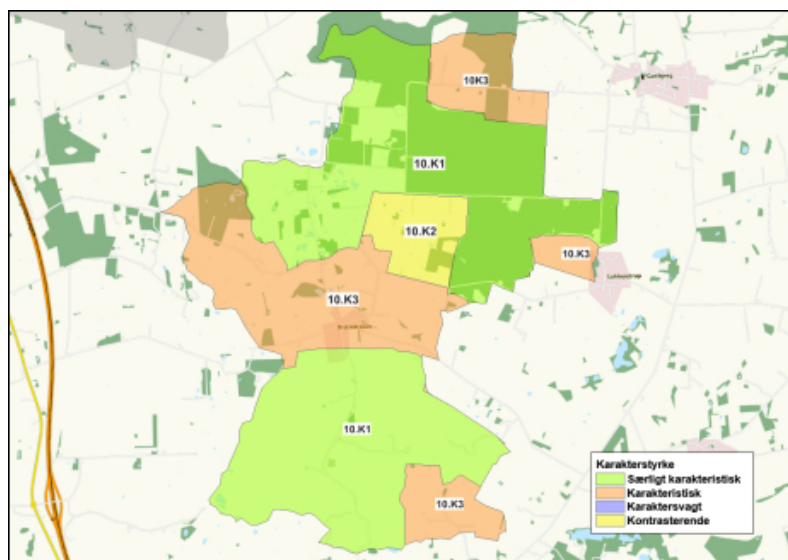 10K3
10.K1
10.K2
10.K3
10.K3
10.K1
10.K3
Karakterstyrke
Særligt karakteristisk
Karakteristisk
Karaktersvagt
Kontrasterende